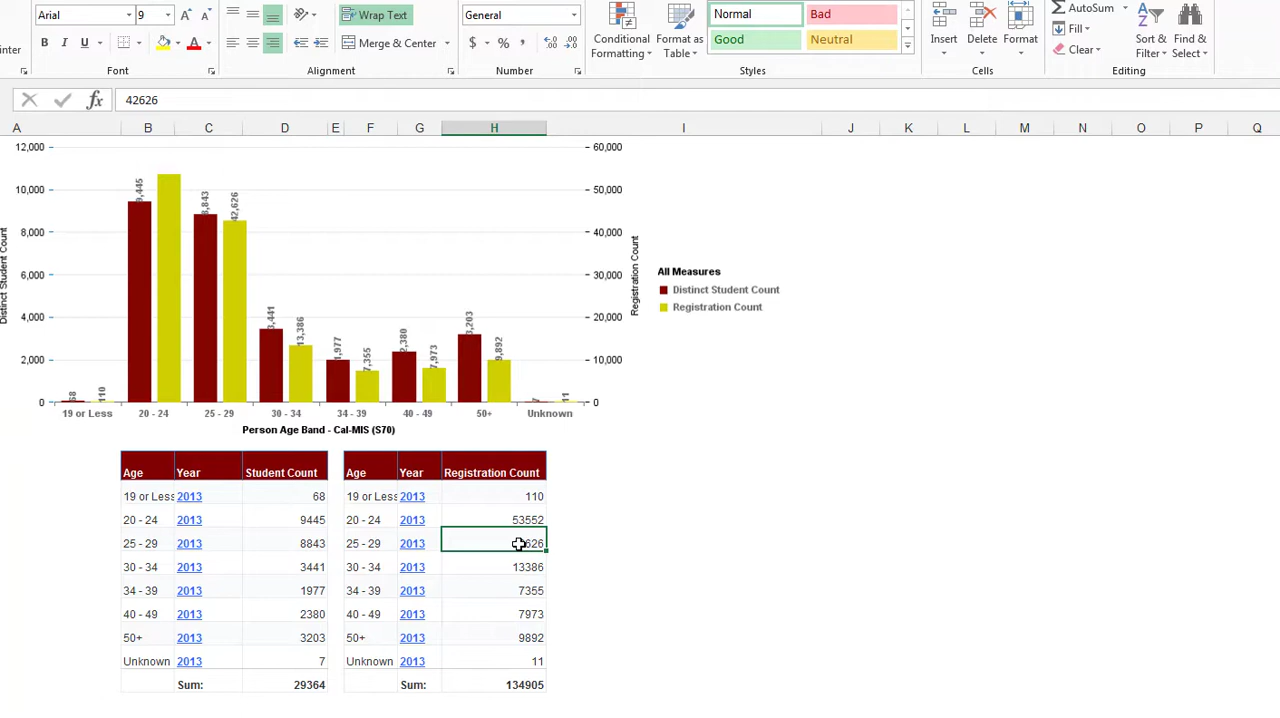 Arial 9 A A Wrap Text General Normal Bad AutoSum
inter B I U A Merge & Center $ % , Conditional Formatting Format as Table Good Neutral Insert Delete Format Fill Clear Sort & Filter Find & Select
Font Alignment Number Styles Cells Editing
fx 42626
A B C D E F G H I J K L M N O P Q
12,000 60,000
10,000 50,000
8,000 40,000
6,000 30,000
4,000 20,000
2,000 10,000
0 0
Distinct Student Count
Registration Count
9,445
8,843
42,626
3,441
13,386
1,977
7,355
2,380
7,973
3,203
9,892
68
110
7
11
All Measures
Distinct Student Count
Registration Count
19 or Less 20 - 24 25 - 29 30 - 34 34 - 39 40 - 49 50+ Unknown
Person Age Band - Cal-MIS (S70)
Age Year Student Count Age Year Registration Count
19 or Less 2013 68 19 or Less 2013 110
20 - 24 2013 9445 20 - 24 2013 53552
25 - 29 2013 8843 25 - 29 2013 626
30 - 34 2013 3441 30 - 34 2013 13386
34 - 39 2013 1977 34 - 39 2013 7355
40 - 49 2013 2380 40 - 49 2013 7973
50+ 2013 3203 50+ 2013 9892
Unknown 2013 7 Unknown 2013 11
Sum: 29364 Sum: 134905